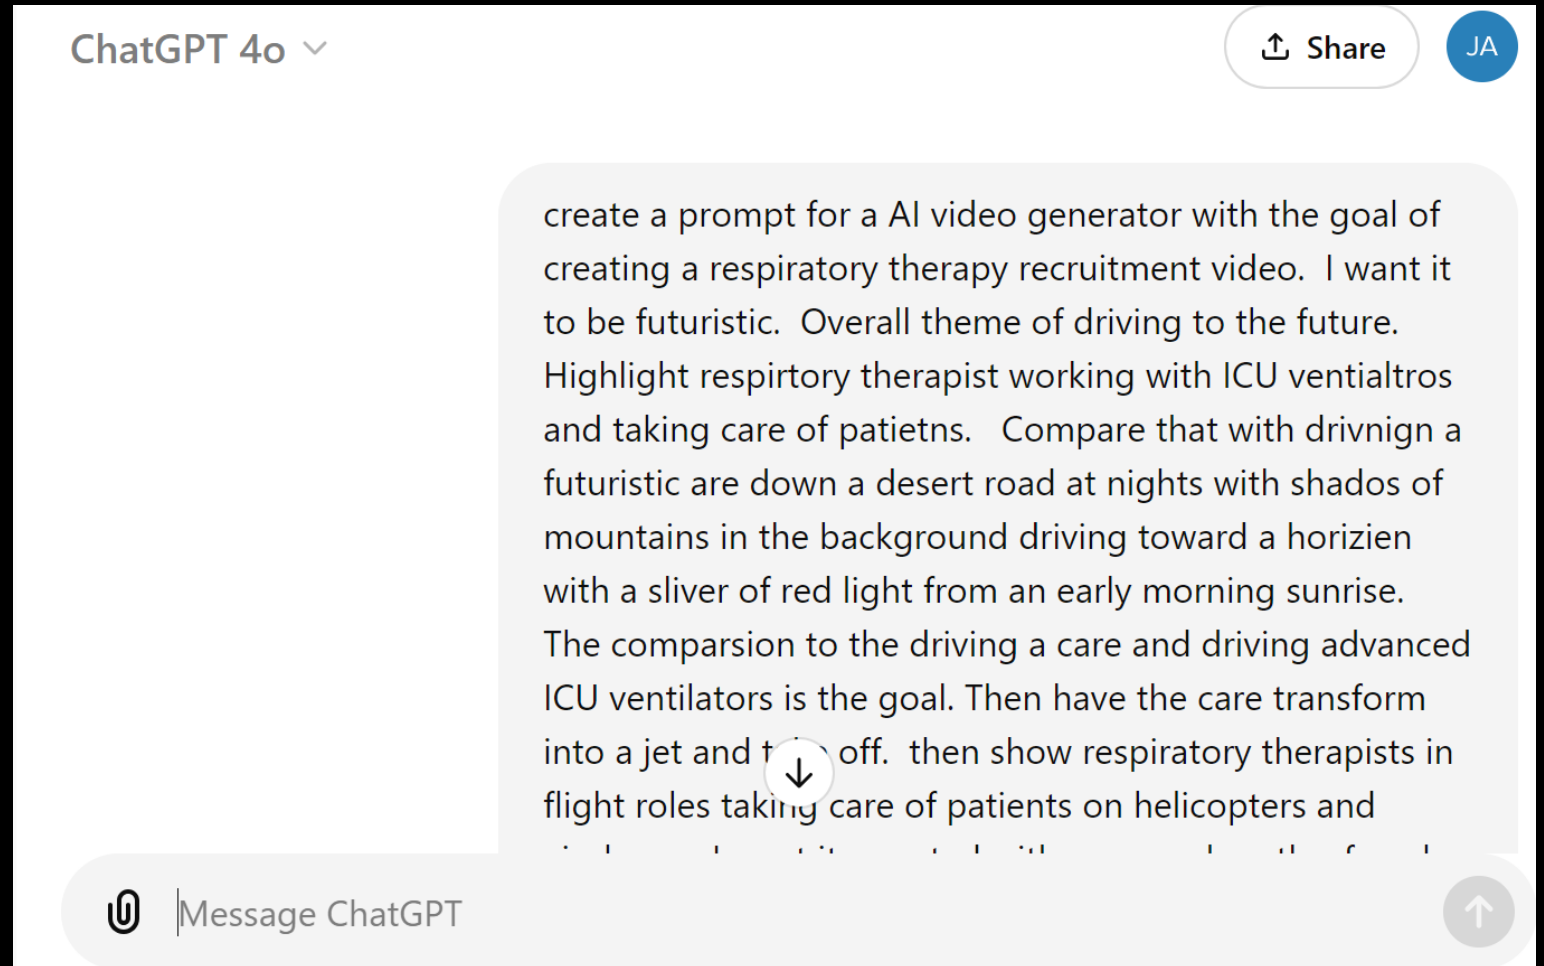 ChatGPT 4o
Share
JA
create a prompt for a AI video generator with the goal of
creating a respiratory therapy recruitment video.  I want it
to be futuristic.  Overall theme of driving to the future.
Highlight respirtory therapist working with ICU ventialtros
and taking care of patietns.   Compare that with drivnign a
futuristic are down a desert road at nights with shados of
mountains in the background driving toward a horizien
with a sliver of red light from an early morning sunrise.
The comparsion to the driving a care and driving advanced
ICU ventilators is the goal. Then have the care transform
into a jet and off.  then show respiratory therapists in
flight roles taking care of patients on helicopters and
Message ChatGPT